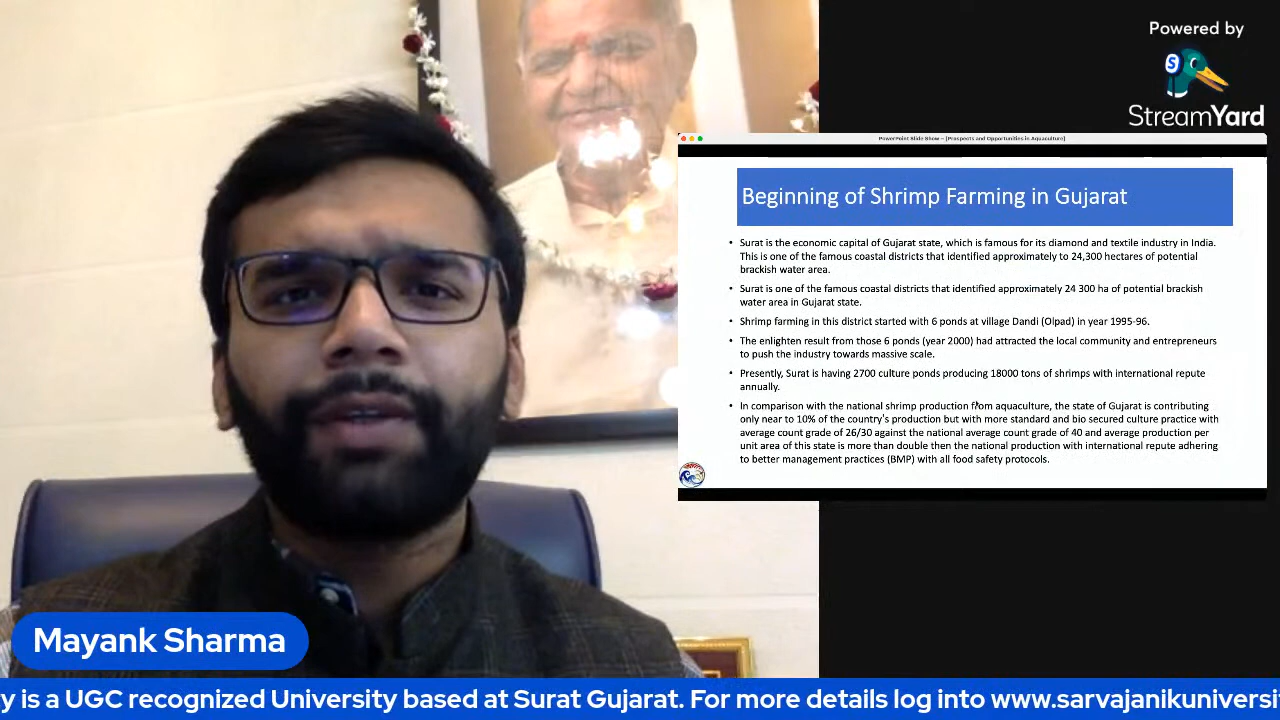 Powered by
StreamYard
PowerPoint Slide Show - [Prospects and Opportunities in Aquaculture]
Beginning of Shrimp Farming in Gujarat
• Surat is the economic capital of Gujarat state, which is famous for its diamond and textile industry in India.
This is one of the famous coastal districts that identified approximately to 24,300 hectares of potential
brackish water area.
• Surat is one of the famous coastal districts that identified approximately 24 300 ha of potential brackish
water area in Gujarat state.
• Shrimp farming in this district started with 6 ponds at village Dandi (Olpad) in year 1995-96.
• The enlighten result from those 6 ponds (year 2000) had attracted the local community and entrepreneurs
to push the industry towards massive scale.
• Presently, Surat is having 2700 culture ponds producing 18000 tons of shrimps with international repute
annually.
• In comparison with the national shrimp production from aquaculture, the state of Gujarat is contributing
only near to 10% of the country's production but with more standard and bio secured culture practice with
average count grade of 26/30 against the national average count grade of 40 and average production per
unit area of this state is more than double then the national production with international repute adhering
to better management practices (BMP) with all food safety protocols.
Mayank Sharma
y is a UGC recognized University based at Surat Gujarat. For more details log into www.sarvajanikuniversi